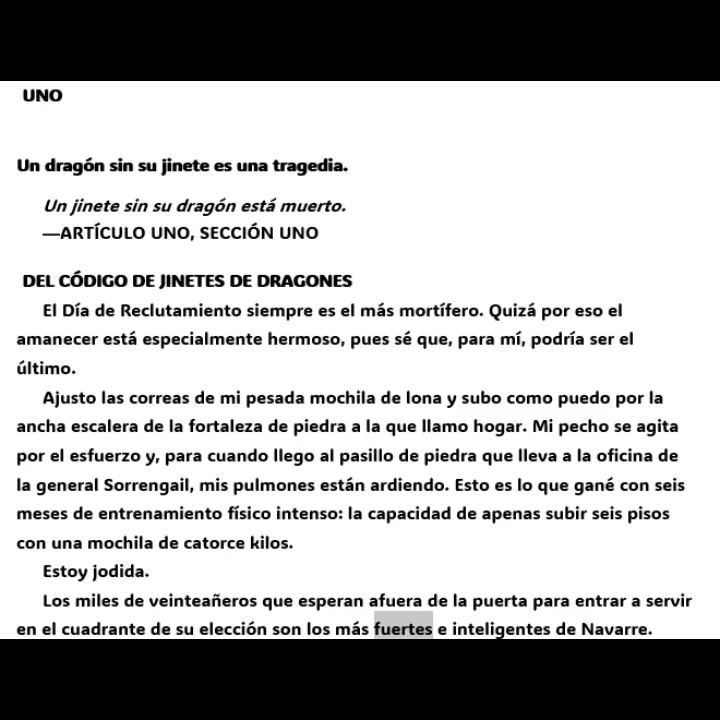 UNO
Un dragón sin su jinete es una tragedia.
Un jinete sin su dragón está muerto.
—ARTÍCULO UNO, SECCIÓN UNO
DEL CÓDIGO DE JINETES DE DRAGONES
El Día de Reclutamiento siempre es el más mortífero. Quizá por eso el
amanecer está especialmente hermoso, pues sé que, para mí, podría ser el
último.
Ajusto las correas de mi pesada mochila de lona y subo como puedo por la
ancha escalera de la fortaleza de piedra a la que llamo hogar. Mi pecho se agita
por el esfuerzo y, para cuando llego al pasillo de piedra que lleva a la oficina de
la general Sorrengail, mis pulmones están ardiendo. Esto es lo que gané con seis
meses de entrenamiento físico intenso: la capacidad de apenas subir seis pisos
con una mochila de catorce kilos.
Estoy jodida.
Los miles de veinteañeros que esperan afuera de la puerta para entrar a servir
en el cuadrante de su elección son los más fuertes e inteligentes de Navarre.